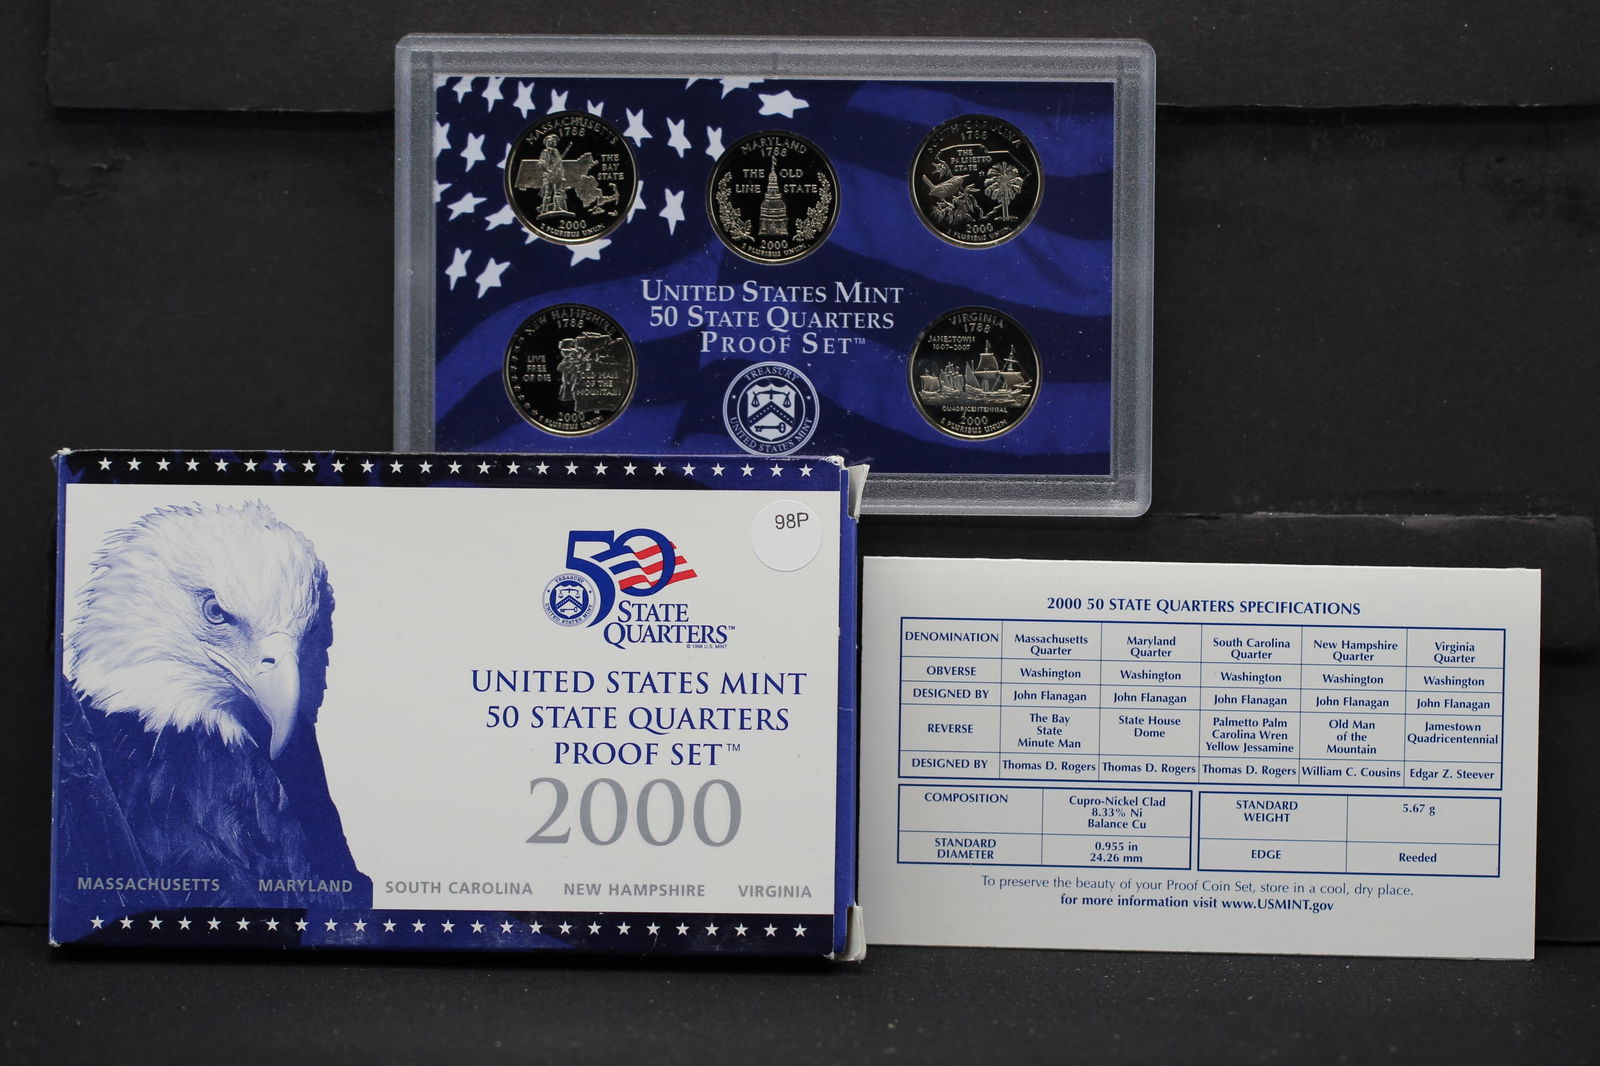 MASSACHUSETTS
1788
THE
BAY
STATE
2000
E PLURIBUS UNUM
MARYLAND
1788
THE OLD
LINE STATE
2000
E PLURIBUS UNUM
SOUTH CAROLINA
1788
THE
PALMETTO
STATE
2000
E PLURIBUS UNUM
UNITED STATES MINT
50 STATE QUARTERS
PROOF SET™
NEW HAMPSHIRE
1788
LIVE
FREE
OR DIE
OLD MAN
OF THE
MOUNTAIN
2000
E PLURIBUS UNUM
TREASURY
UNITED STATES MINT
VIRGINIA
1788
JAMESTOWN
1607-2007
QUADRICENTENNIAL
2000
E PLURIBUS UNUM
98P
50
TREASURY
UNITED STATES MINT
STATE
QUARTERS™
© 1998 U.S. MINT
UNITED STATES MINT
50 STATE QUARTERS
PROOF SET™
2000
MASSACHUSETTS MARYLAND SOUTH CAROLINA NEW HAMPSHIRE VIRGINIA
2000 50 STATE QUARTERS SPECIFICATIONS
DENOMINATION Massachusetts Quarter Maryland Quarter South Carolina Quarter New Hampshire Quarter Virginia Quarter
OBVERSE Washington Washington Washington Washington Washington
DESIGNED BY John Flanagan John Flanagan John Flanagan John Flanagan John Flanagan
REVERSE The Bay State Minute Man State House Dome Palmetto Palm Carolina Wren Yellow Jessamine Old Man of the Mountain Jamestown Quadricentennial
DESIGNED BY Thomas D. Rogers Thomas D. Rogers Thomas D. Rogers William C. Cousins Edgar Z. Steever
COMPOSITION Cupro-Nickel Clad 8.33% Ni Balance Cu
STANDARD DIAMETER 0.955 in 24.26 mm
STANDARD WEIGHT 5.67 g
EDGE Reeded
To preserve the beauty of your Proof Coin Set, store in a cool, dry place.
for more information visit www.USMINT.gov